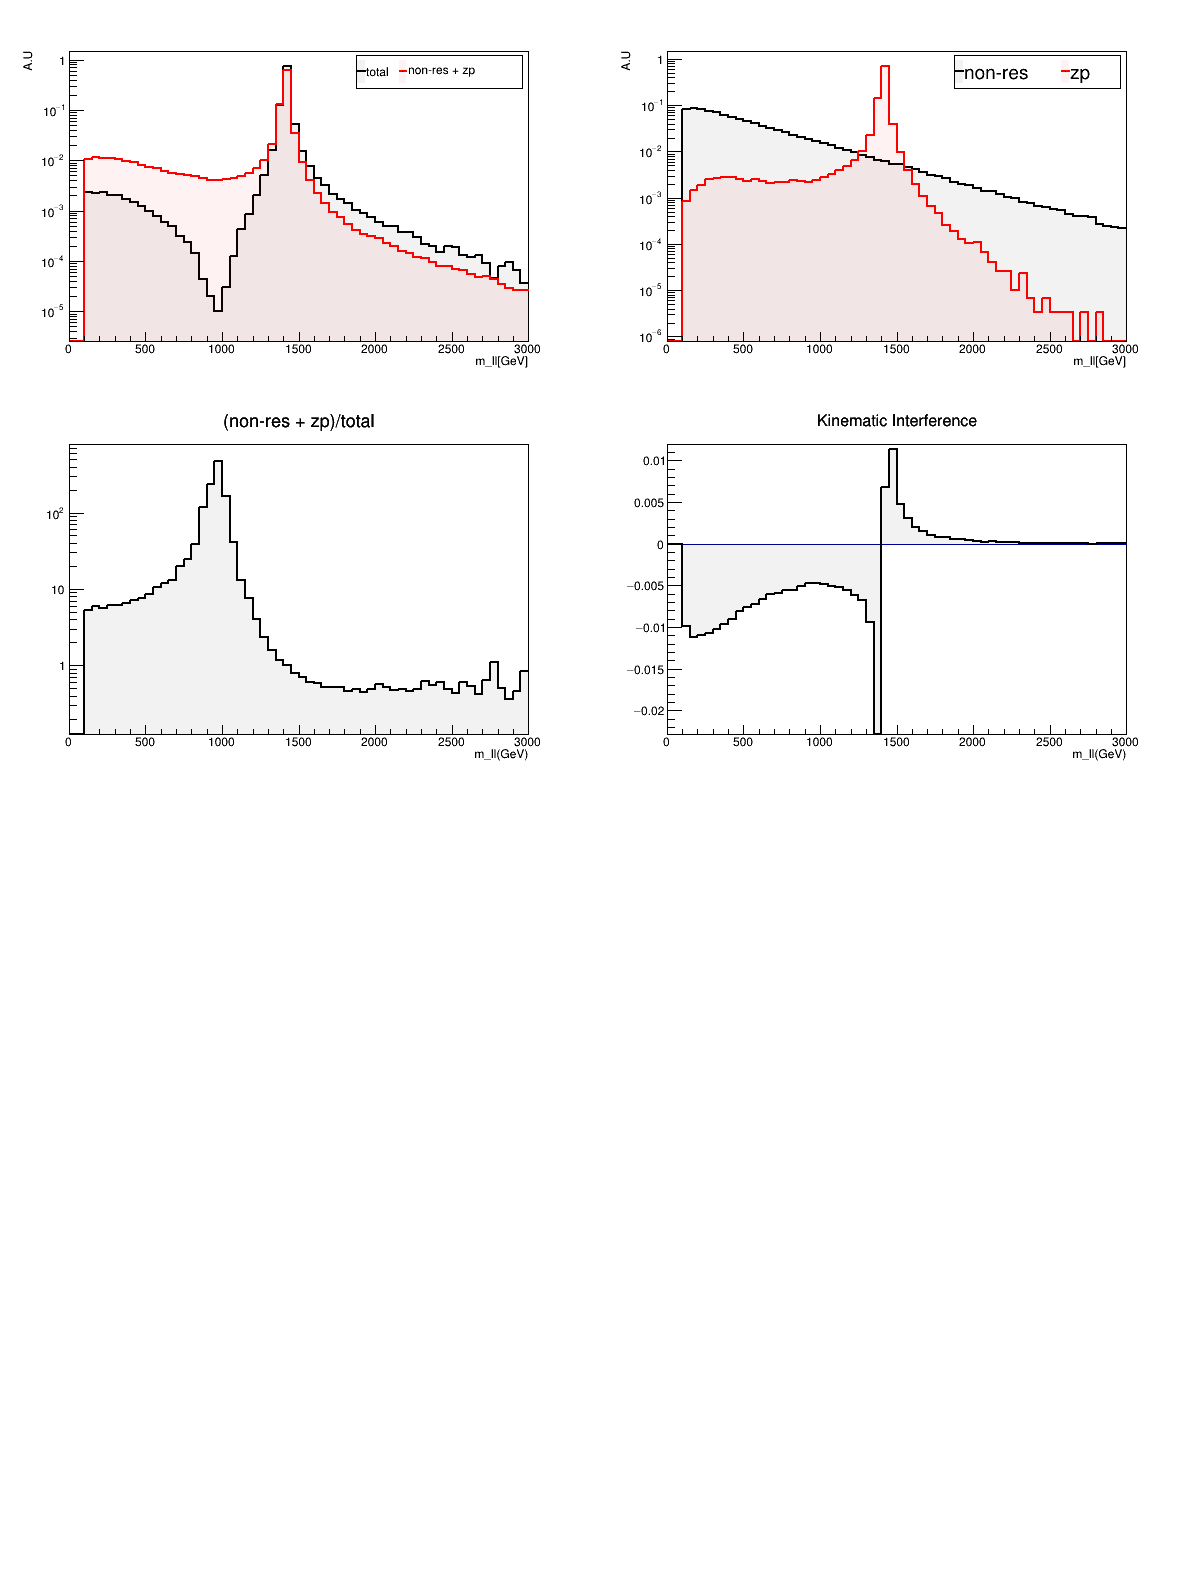 A.U
total non-res + zp
1
10⁻¹
10⁻²
10⁻³
10⁻⁴
10⁻⁵
0 500 1000 1500 2000 2500 3000
m_ll[GeV]
A.U
non-res zp
1
10⁻¹
10⁻²
10⁻³
10⁻⁴
10⁻⁵
10⁻⁶
0 500 1000 1500 2000 2500 3000
m_ll[GeV]
(non-res + zp)/total
10²
10
1
0 500 1000 1500 2000 2500 3000
m_ll(GeV)
Kinematic Interference
0.01
0.005
0
−0.005
−0.01
−0.015
−0.02
0 500 1000 1500 2000 2500 3000
m_ll(GeV)